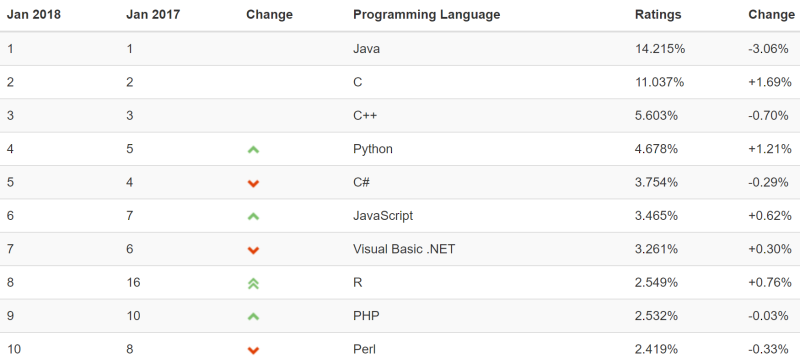 Jan 2018 Jan 2017 Change Programming Language Ratings Change
1 1 Java 14.215% -3.06%
2 2 C 11.037% +1.69%
3 3 C++ 5.603% -0.70%
4 5 Python 4.678% +1.21%
5 4 C# 3.754% -0.29%
6 7 JavaScript 3.465% +0.62%
7 6 Visual Basic .NET 3.261% +0.30%
8 16 R 2.549% +0.76%
9 10 PHP 2.532% -0.03%
10 8 Perl 2.419% -0.33%